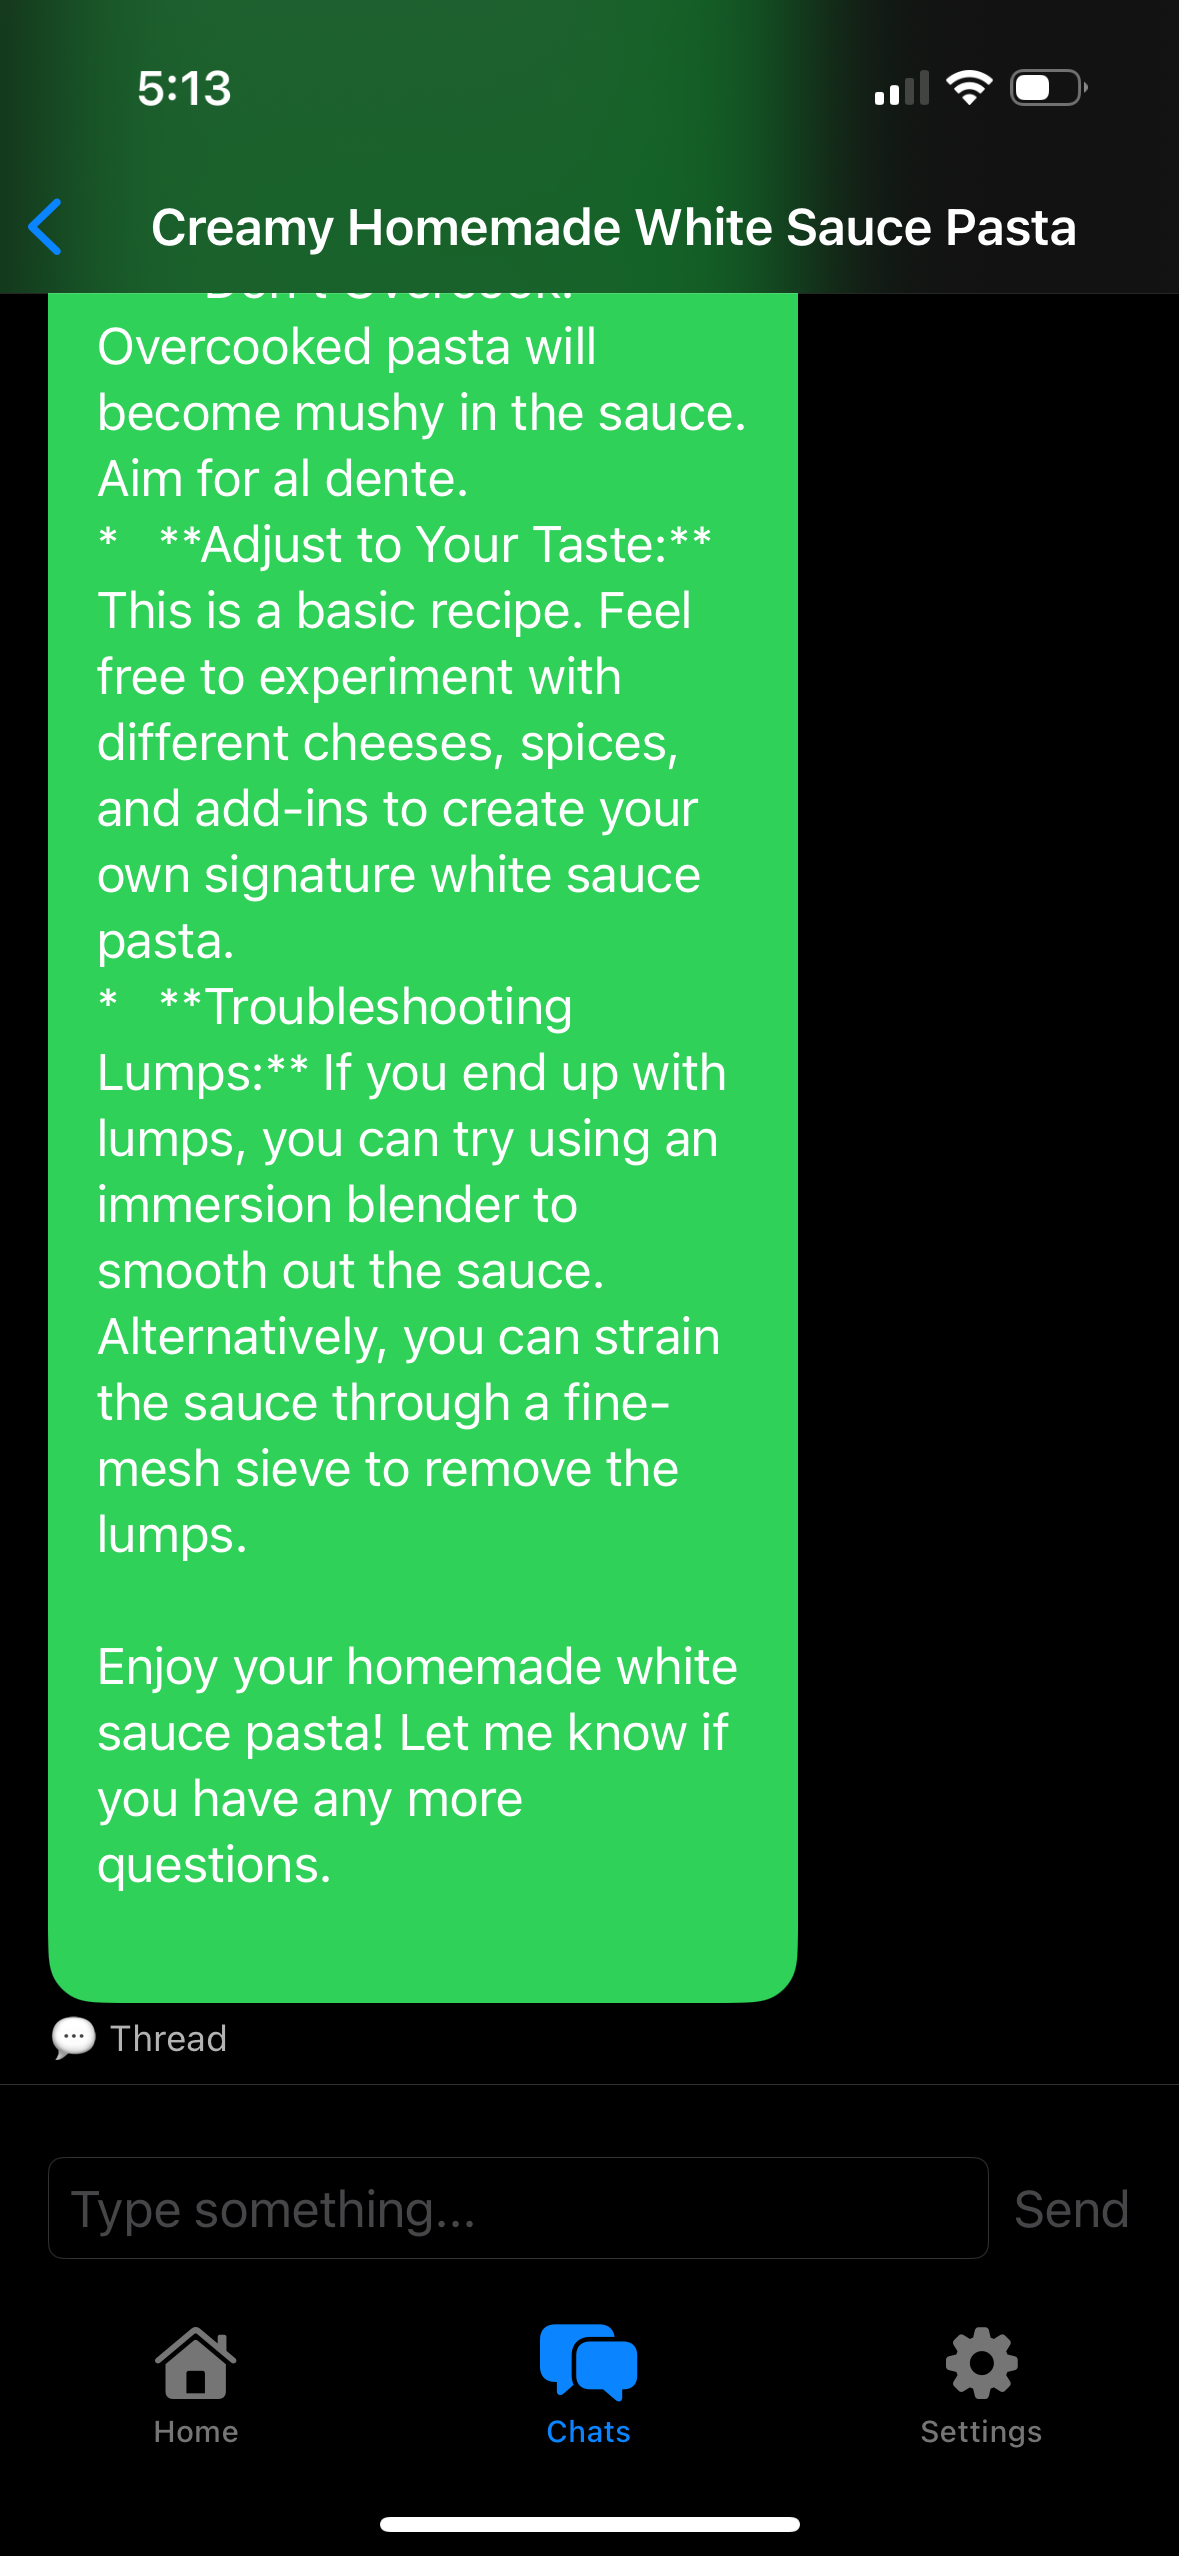 5:13
Creamy Homemade White Sauce Pasta
Don't Overcook:
Overcooked pasta will
become mushy in the sauce.
Aim for al dente.
* **Adjust to Your Taste:**
This is a basic recipe. Feel
free to experiment with
different cheeses, spices,
and add-ins to create your
own signature white sauce
pasta.
* **Troubleshooting
Lumps:** If you end up with
lumps, you can try using an
immersion blender to
smooth out the sauce.
Alternatively, you can strain
the sauce through a fine-
mesh sieve to remove the
lumps.
Enjoy your homemade white
sauce pasta! Let me know if
you have any more
questions.
Thread
Type something...
Send
Home
Chats
Settings